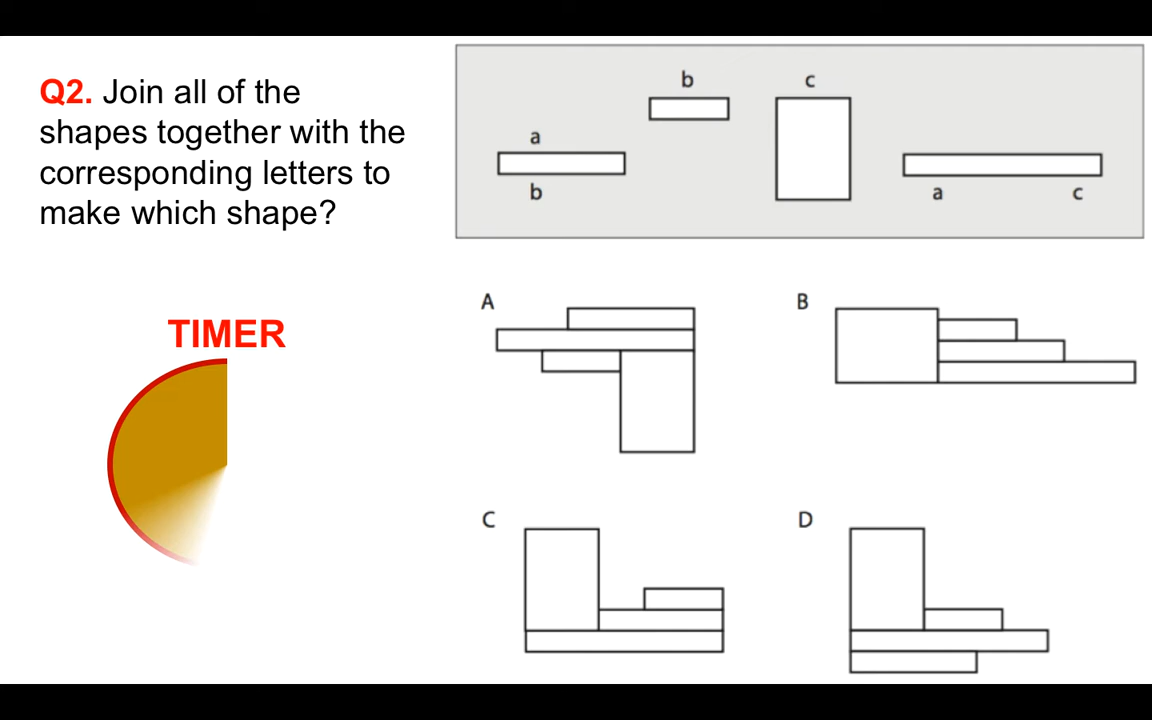 Q2. Join all of the
shapes together with the
corresponding letters to
make which shape?
TIMER
b
c
a
b
a
c
A
B
C
D